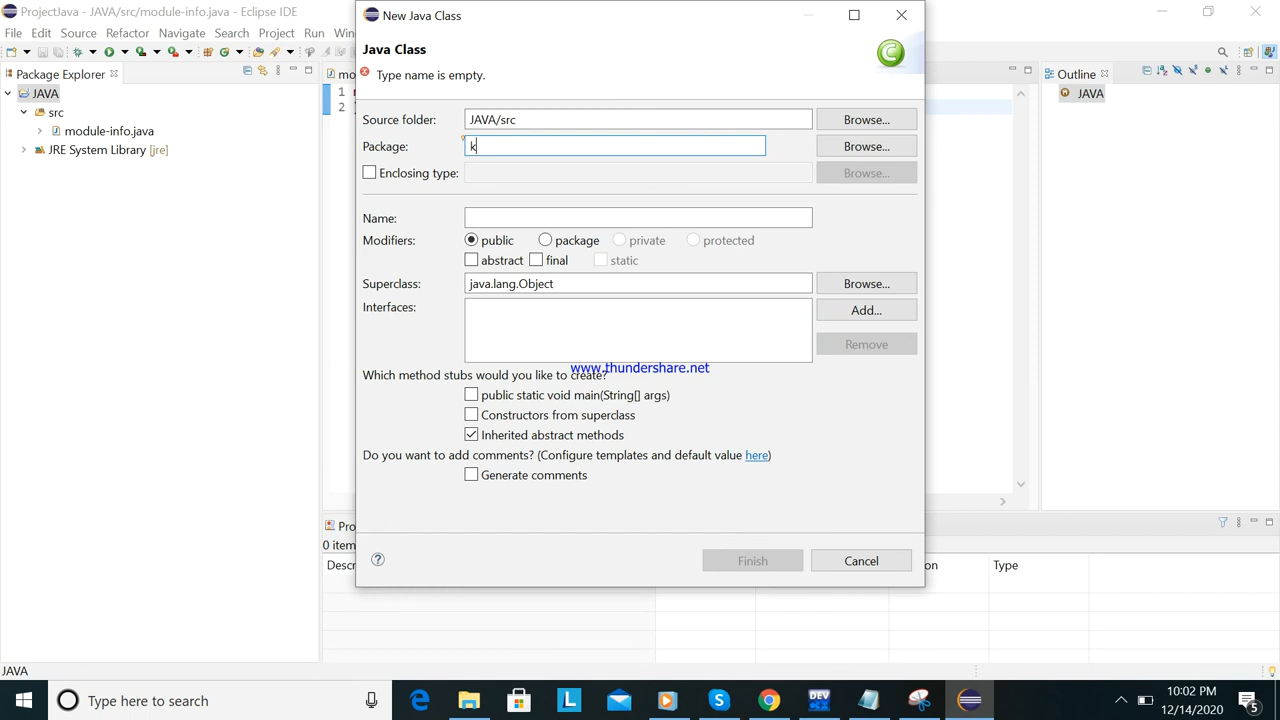 ProjectJava - JAVA/src/module-info.java - Eclipse IDE
File Edit Source Refactor Navigate Search Project Run
Package Explorer
JAVA
src
module-info.java
JRE System Library [jre]
1
2
New Java Class
Java Class
Type name is empty.
Source folder: JAVA/src Browse...
Package: k Browse...
Enclosing type: Browse...
Name:
Modifiers: public package private protected
abstract final static
Superclass: java.lang.Object Browse...
Interfaces: Add...
Remove
www.thundershare.net
Which method stubs would you like to create?
public static void main(String[] args)
Constructors from superclass
Inherited abstract methods
Do you want to add comments? (Configure templates and default value here)
Generate comments
Finish Cancel
Outline
JAVA
0 item
Type
JAVA
Type here to search
10:02 PM
12/14/2020
5